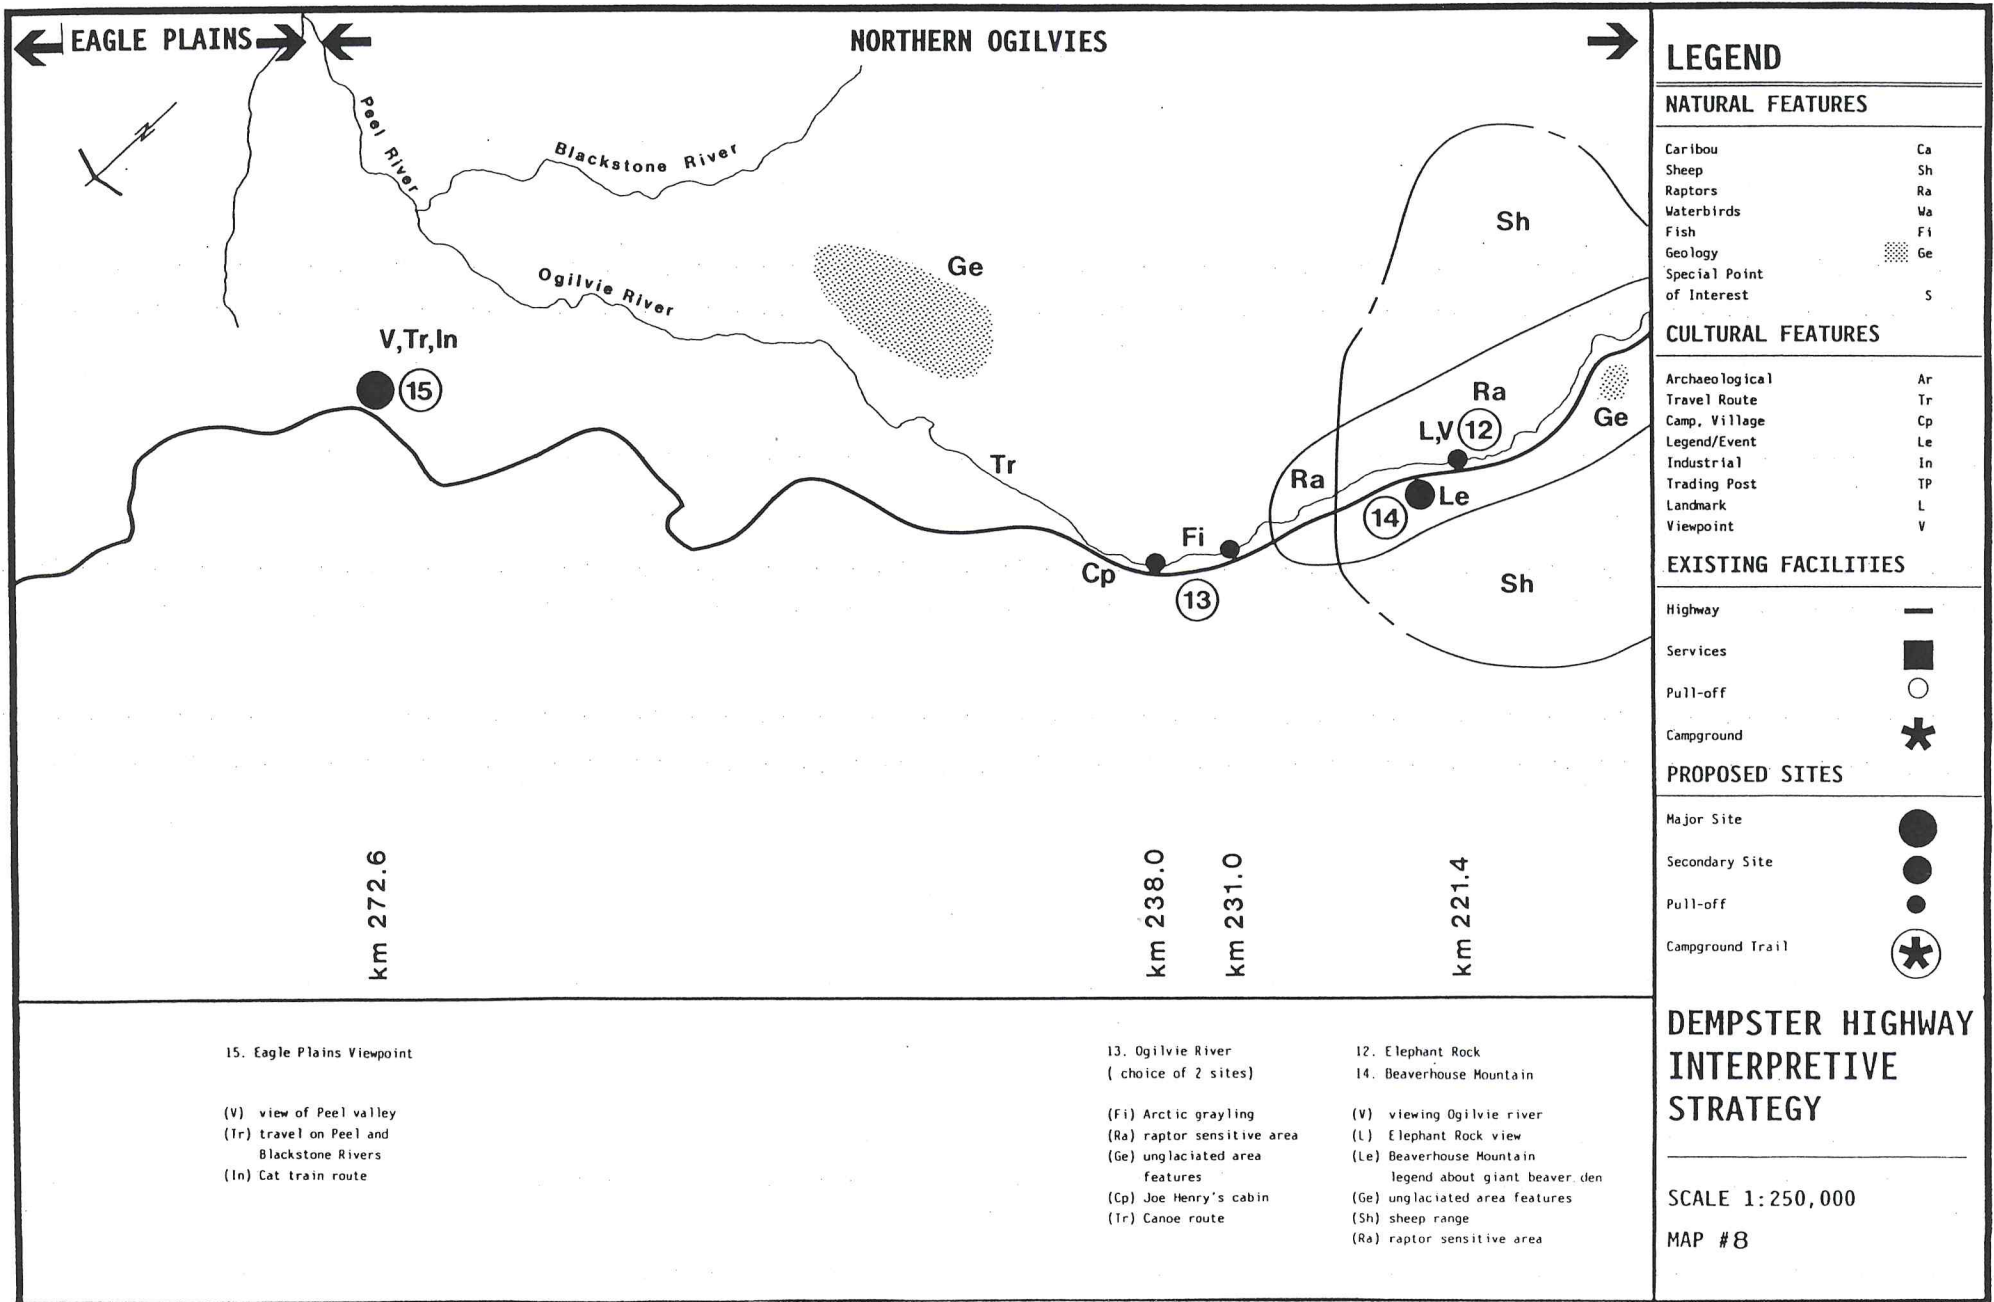 EAGLE PLAINS
NORTHERN OGILVIES
N
Peel River
Blackstone River
Ogilvie River
Sh
Ge
V,Tr,In
15
Ra
L,V 12
Ge
Tr
Ra
Le
14
Fi
Cp
13
Sh
km 272.6
km 238.0
km 231.0
km 221.4
15. Eagle Plains Viewpoint
(V) view of Peel valley
(Tr) travel on Peel and
Blackstone Rivers
(In) Cat train route
13. Ogilvie River
( choice of 2 sites)
(Fi) Arctic grayling
(Ra) raptor sensitive area
(Ge) unglaciated area
features
(Cp) Joe Henry's cabin
(Tr) Canoe route
12. Elephant Rock
14. Beaverhouse Mountain
(V) viewing Ogilvie river
(L) Elephant Rock view
(Le) Beaverhouse Mountain
legend about giant beaver den
(Ge) unglaciated area features
(Sh) sheep range
(Ra) raptor sensitive area
LEGEND
NATURAL FEATURES
Caribou Ca
Sheep Sh
Raptors Ra
Waterbirds Wa
Fish Fi
Geology Ge
Special Point
of Interest S
CULTURAL FEATURES
Archaeological Ar
Travel Route Tr
Camp, Village Cp
Legend/Event Le
Industrial In
Trading Post TP
Landmark L
Viewpoint V
EXISTING FACILITIES
Highway
Services
Pull-off
Campground
PROPOSED SITES
Major Site
Secondary Site
Pull-off
Campground Trail
DEMPSTER HIGHWAY
INTERPRETIVE
STRATEGY
SCALE 1:250,000
MAP #8